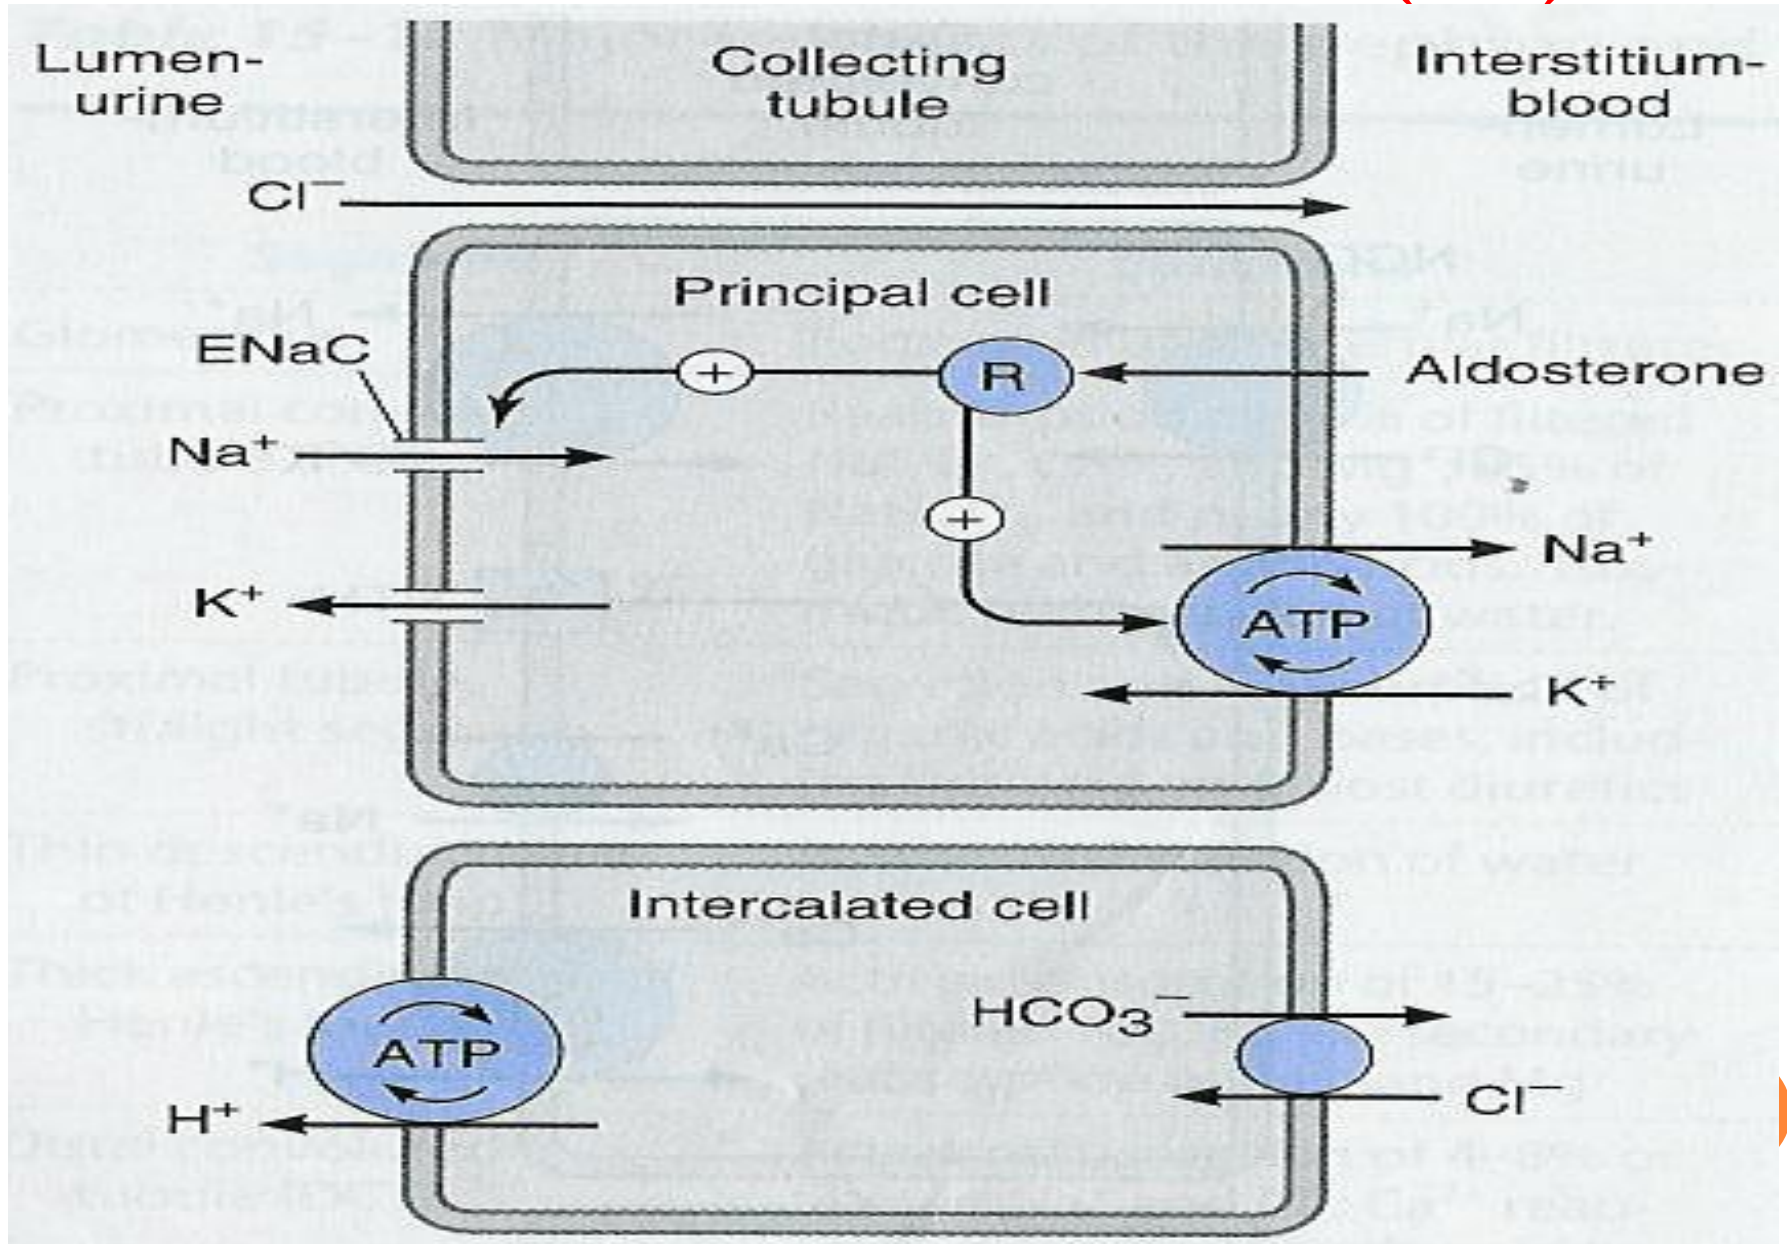 Lumen-
urine
Collecting
tubule
Interstitium-
blood
Cl⁻
Principal cell
ENaC
R
Aldosterone
+
Na⁺
+
Na⁺
K⁺
ATP
K⁺
Intercalated cell
HCO₃⁻
ATP
Cl⁻
H⁺